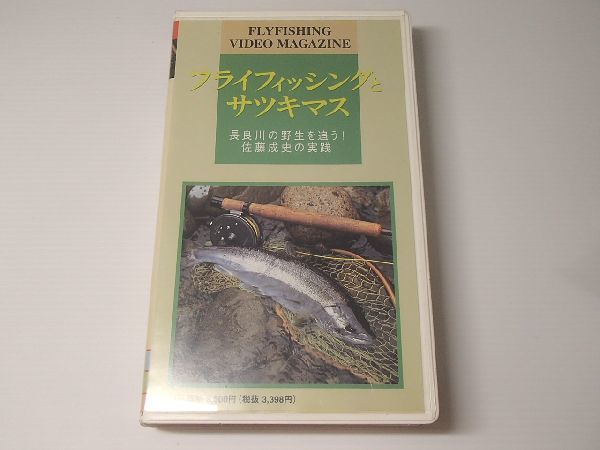 FLYFISHING
VIDEO MAGAZINE
フライフィッシングと
サツキマス
長良川の野生を追う!
佐藤成史の実践
(税抜 3,398円)